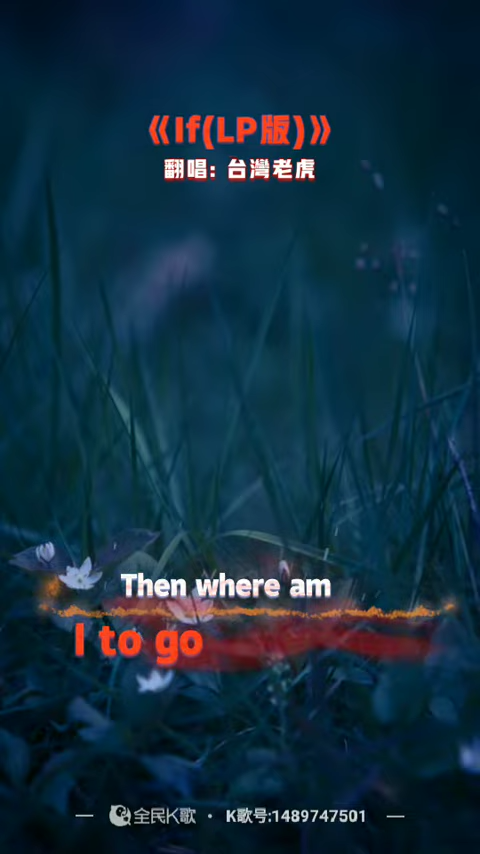 《If(LP版)》
翻唱: 台灣老虎
Then where am
I to go
全民K歌 · K歌号:1489747501